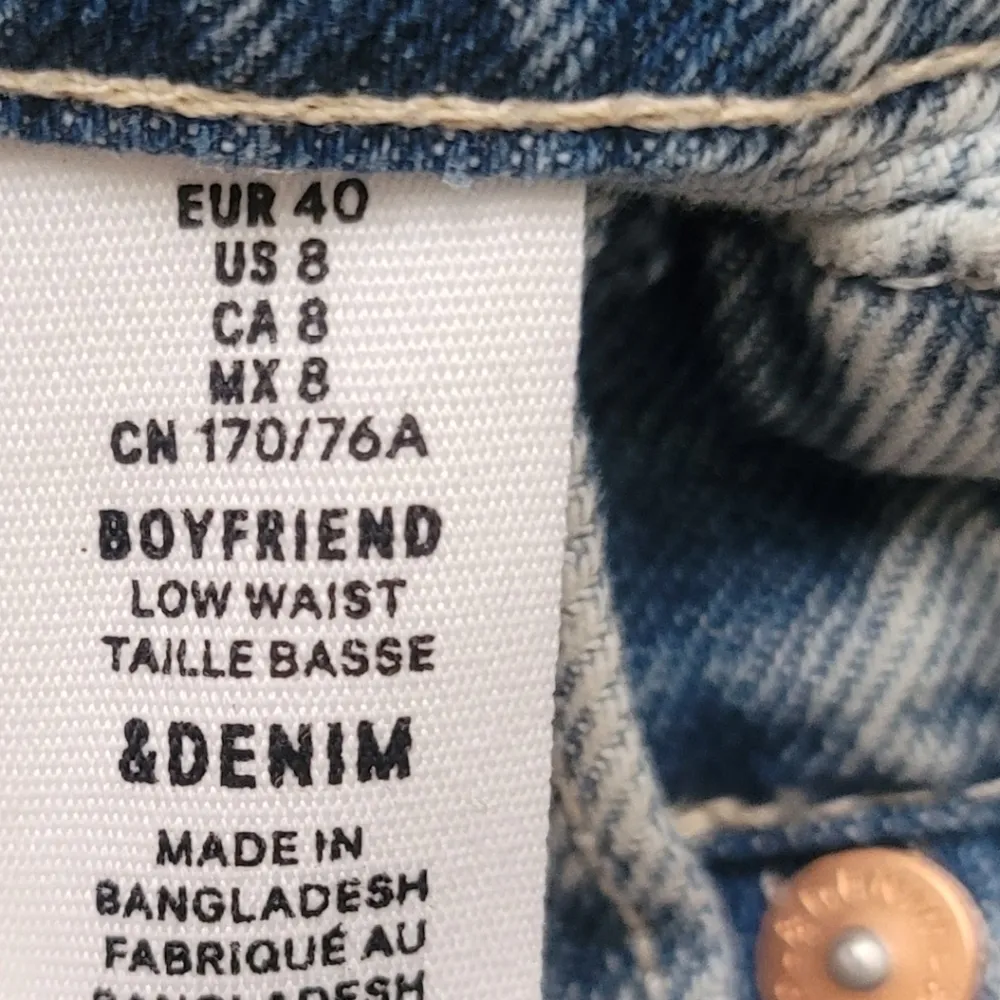 EUR 40
US 8
CA 8
MX 8
CN 170/76A
BOYFRIEND
LOW WAIST
TAILLE BASSE
&DENIM
MADE IN
BANGLADESH
FABRIQUÉ AU
BANGLADESH